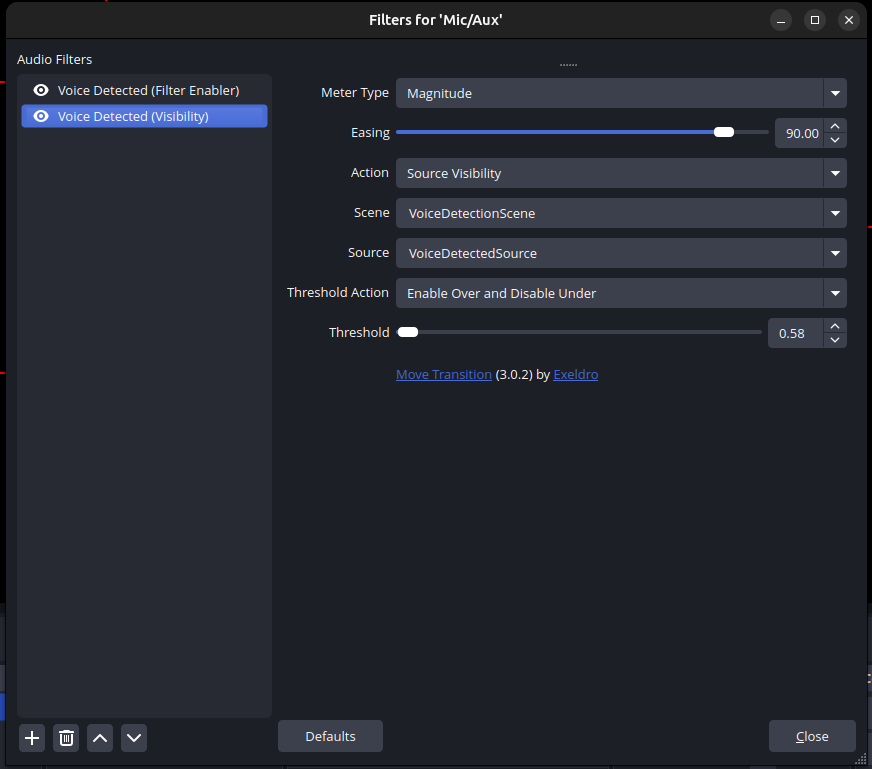 Filters for 'Mic/Aux'
Audio Filters
Voice Detected (Filter Enabler)
Voice Detected (Visibility)
Meter Type Magnitude
Easing 90.00
Action Source Visibility
Scene VoiceDetectionScene
Source VoiceDetectedSource
Threshold Action Enable Over and Disable Under
Threshold 0.58
Move Transition (3.0.2) by Exeldro
Defaults
Close